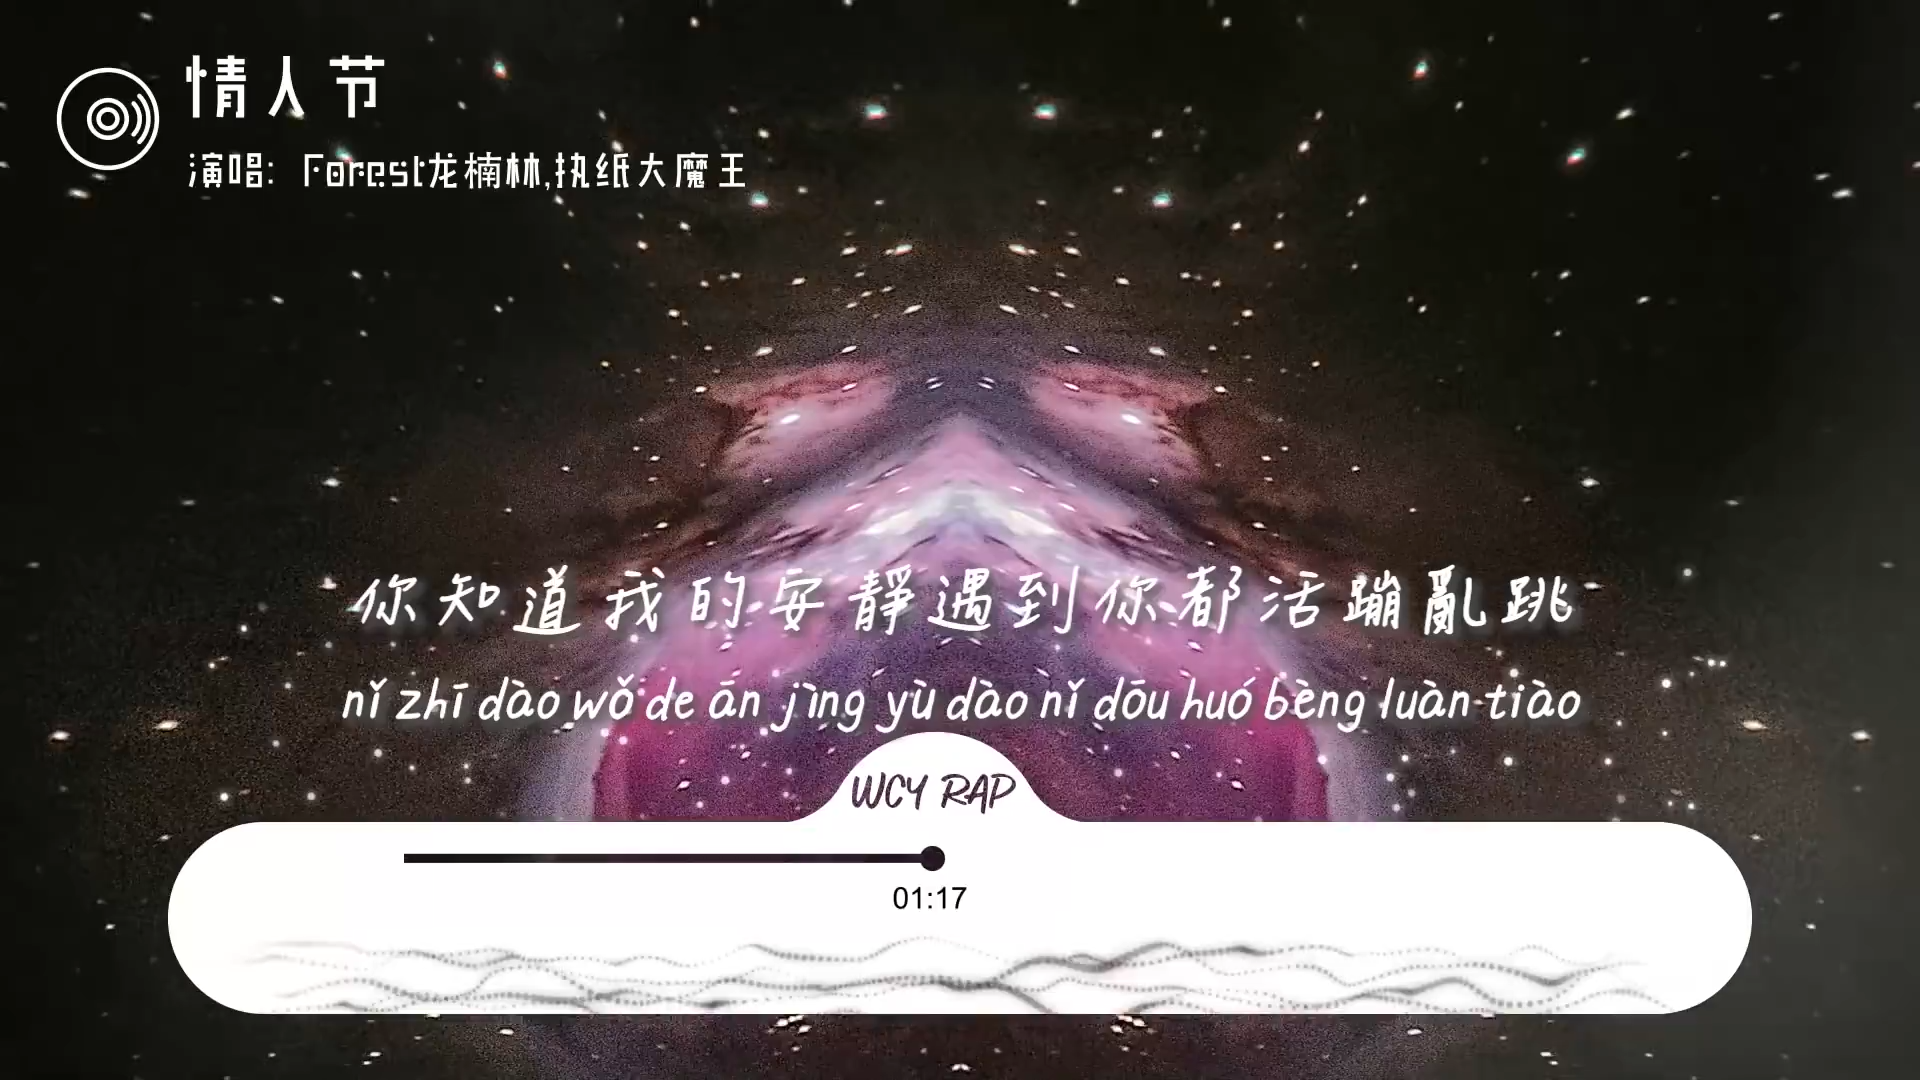 情人节
演唱: Forest龙楠林,执纸大魔王
你知道我的安靜遇到你都活蹦亂跳
nǐ zhī dào wǒ de ān jìng yù dào nǐ dōu huó bèng luàn tiào
WCY RAP
01:17